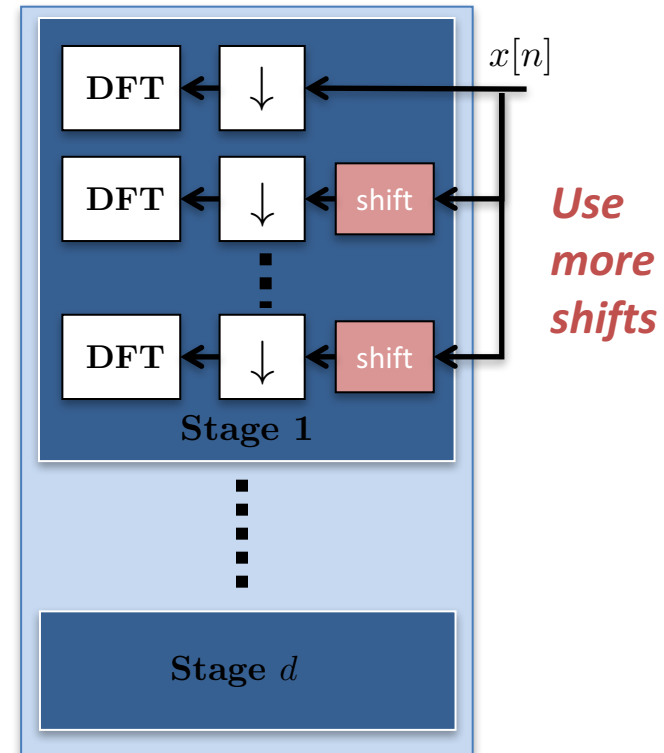 x[n]
DFT ↓
DFT ↓ shift
Use
more
shifts
DFT ↓ shift
Stage 1
Stage d